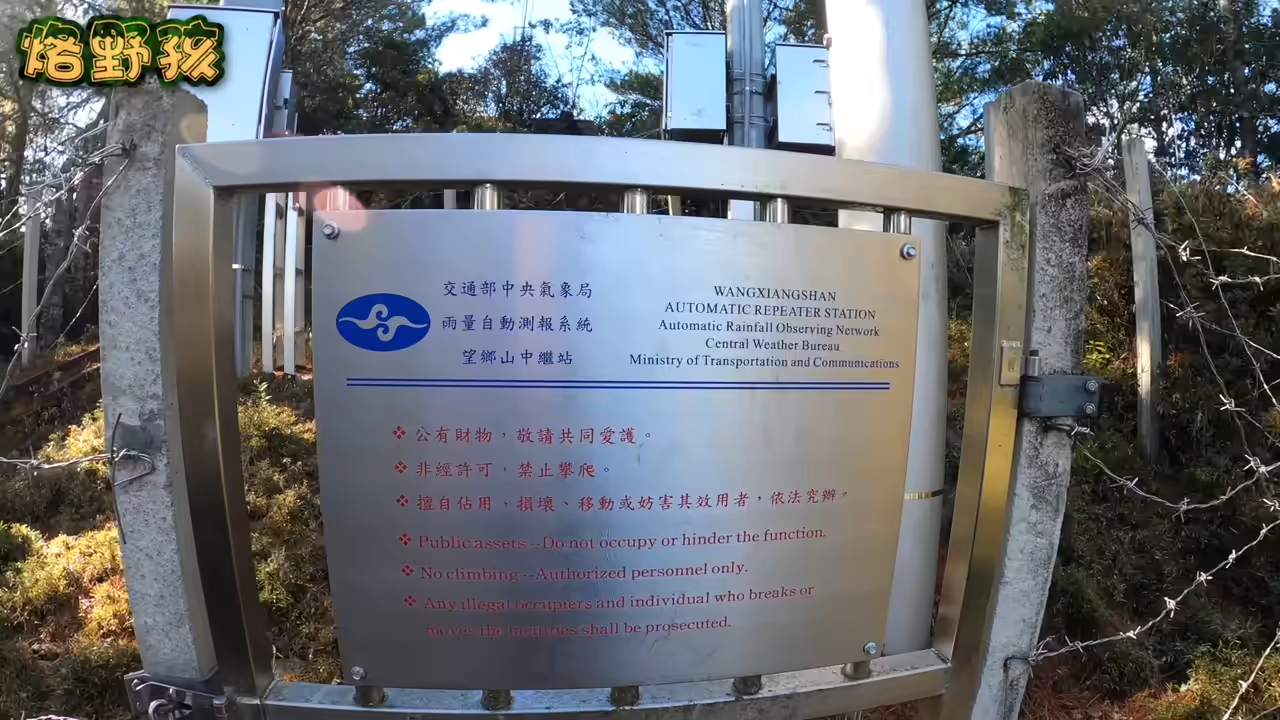 烙野孩
交通部中央氣象局
雨量自動測報系統
望鄉山中繼站
WANGXIANGSHAN
AUTOMATIC REPEATER STATION
Automatic Rainfall Observing Network
Central Weather Bureau
Ministry of Transportation and Communications
❖ 公有財物，敬請共同愛護。
❖ 非經許可，禁止攀爬。
❖ 擅自佔用、損壞、移動或妨害其效用者，依法究辦。
❖ Public assets--Do not occupy or hinder the function.
❖ No climbing--Authorized personnel only.
❖ Any illegal occupiers and individual who breaks or
moves the facilities shall be prosecuted.